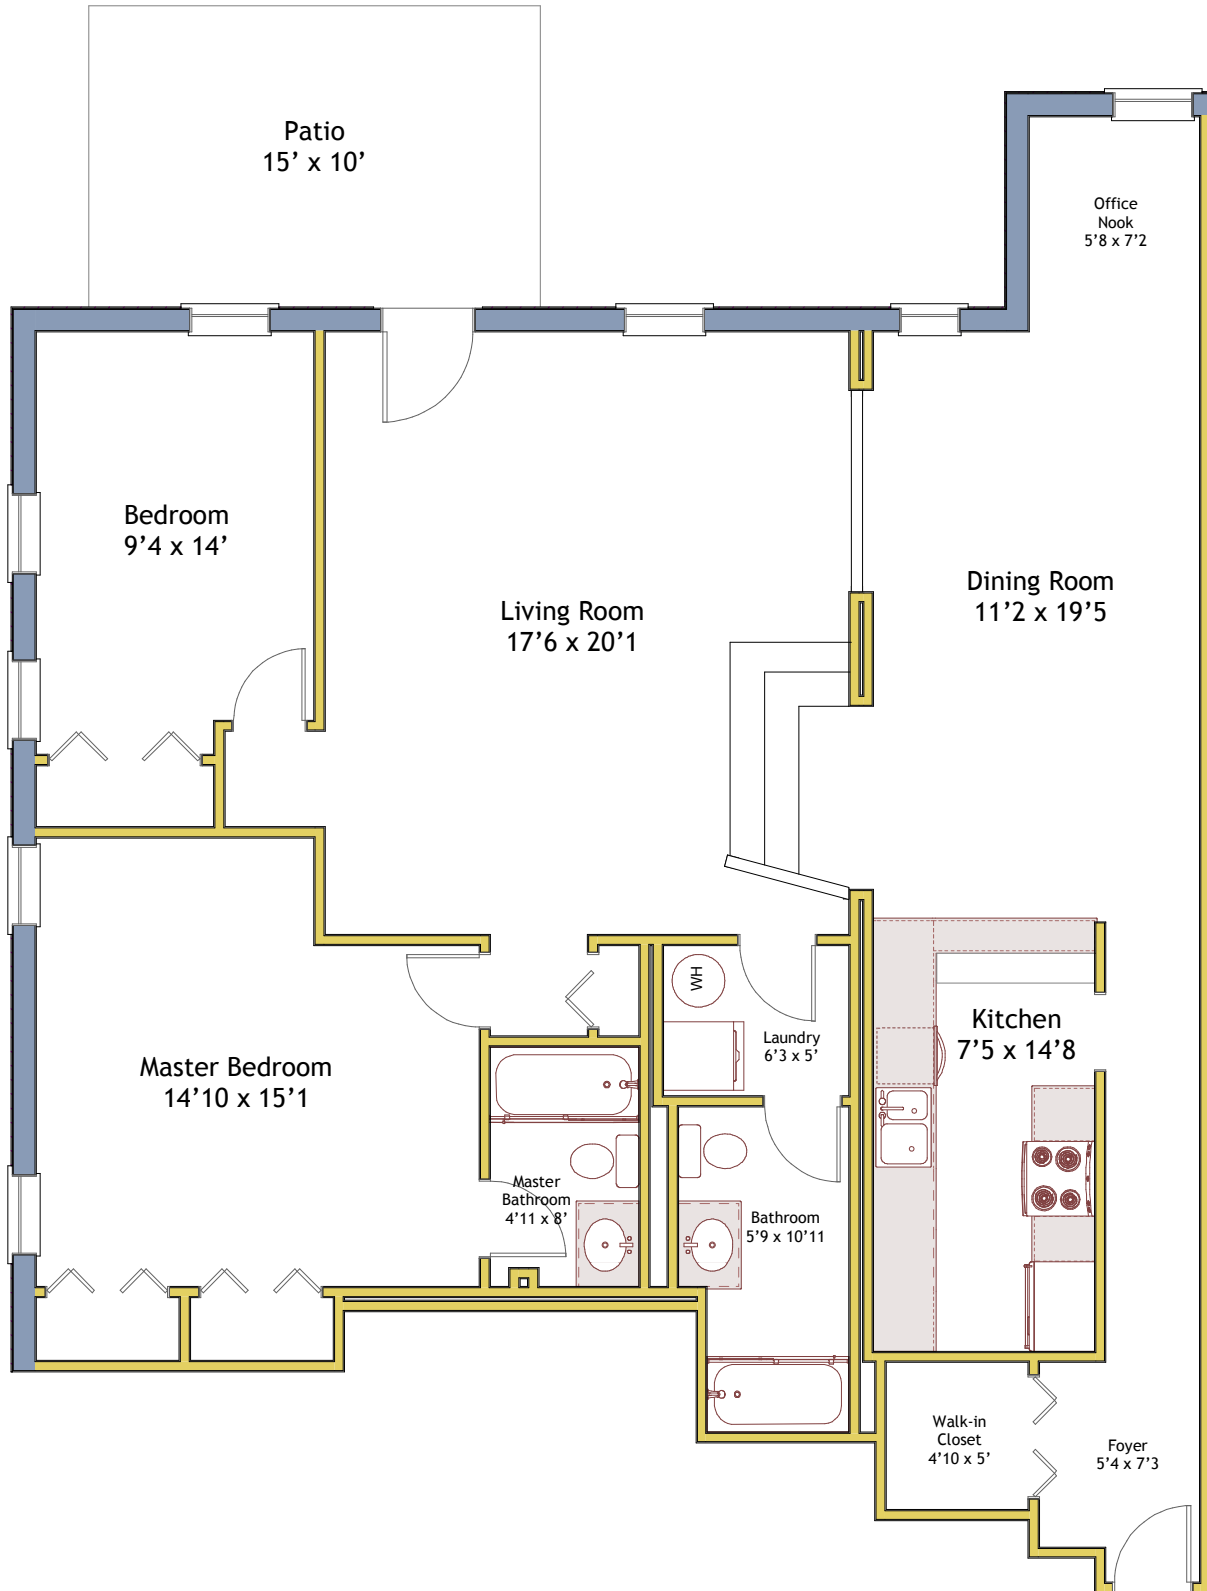 Patio
15’ x 10’
Office
Nook
5’8 x 7’2
Bedroom
9’4 x 14’
Living Room
17’6 x 20’1
Dining Room
11’2 x 19’5
WH
Laundry
6’3 x 5’
Kitchen
7’5 x 14’8
Master Bedroom
14’10 x 15’1
Master
Bathroom
4’11 x 8’
Bathroom
5’9 x 10’11
Walk-in
Closet
4’10 x 5’
Foyer
5’4 x 7’3